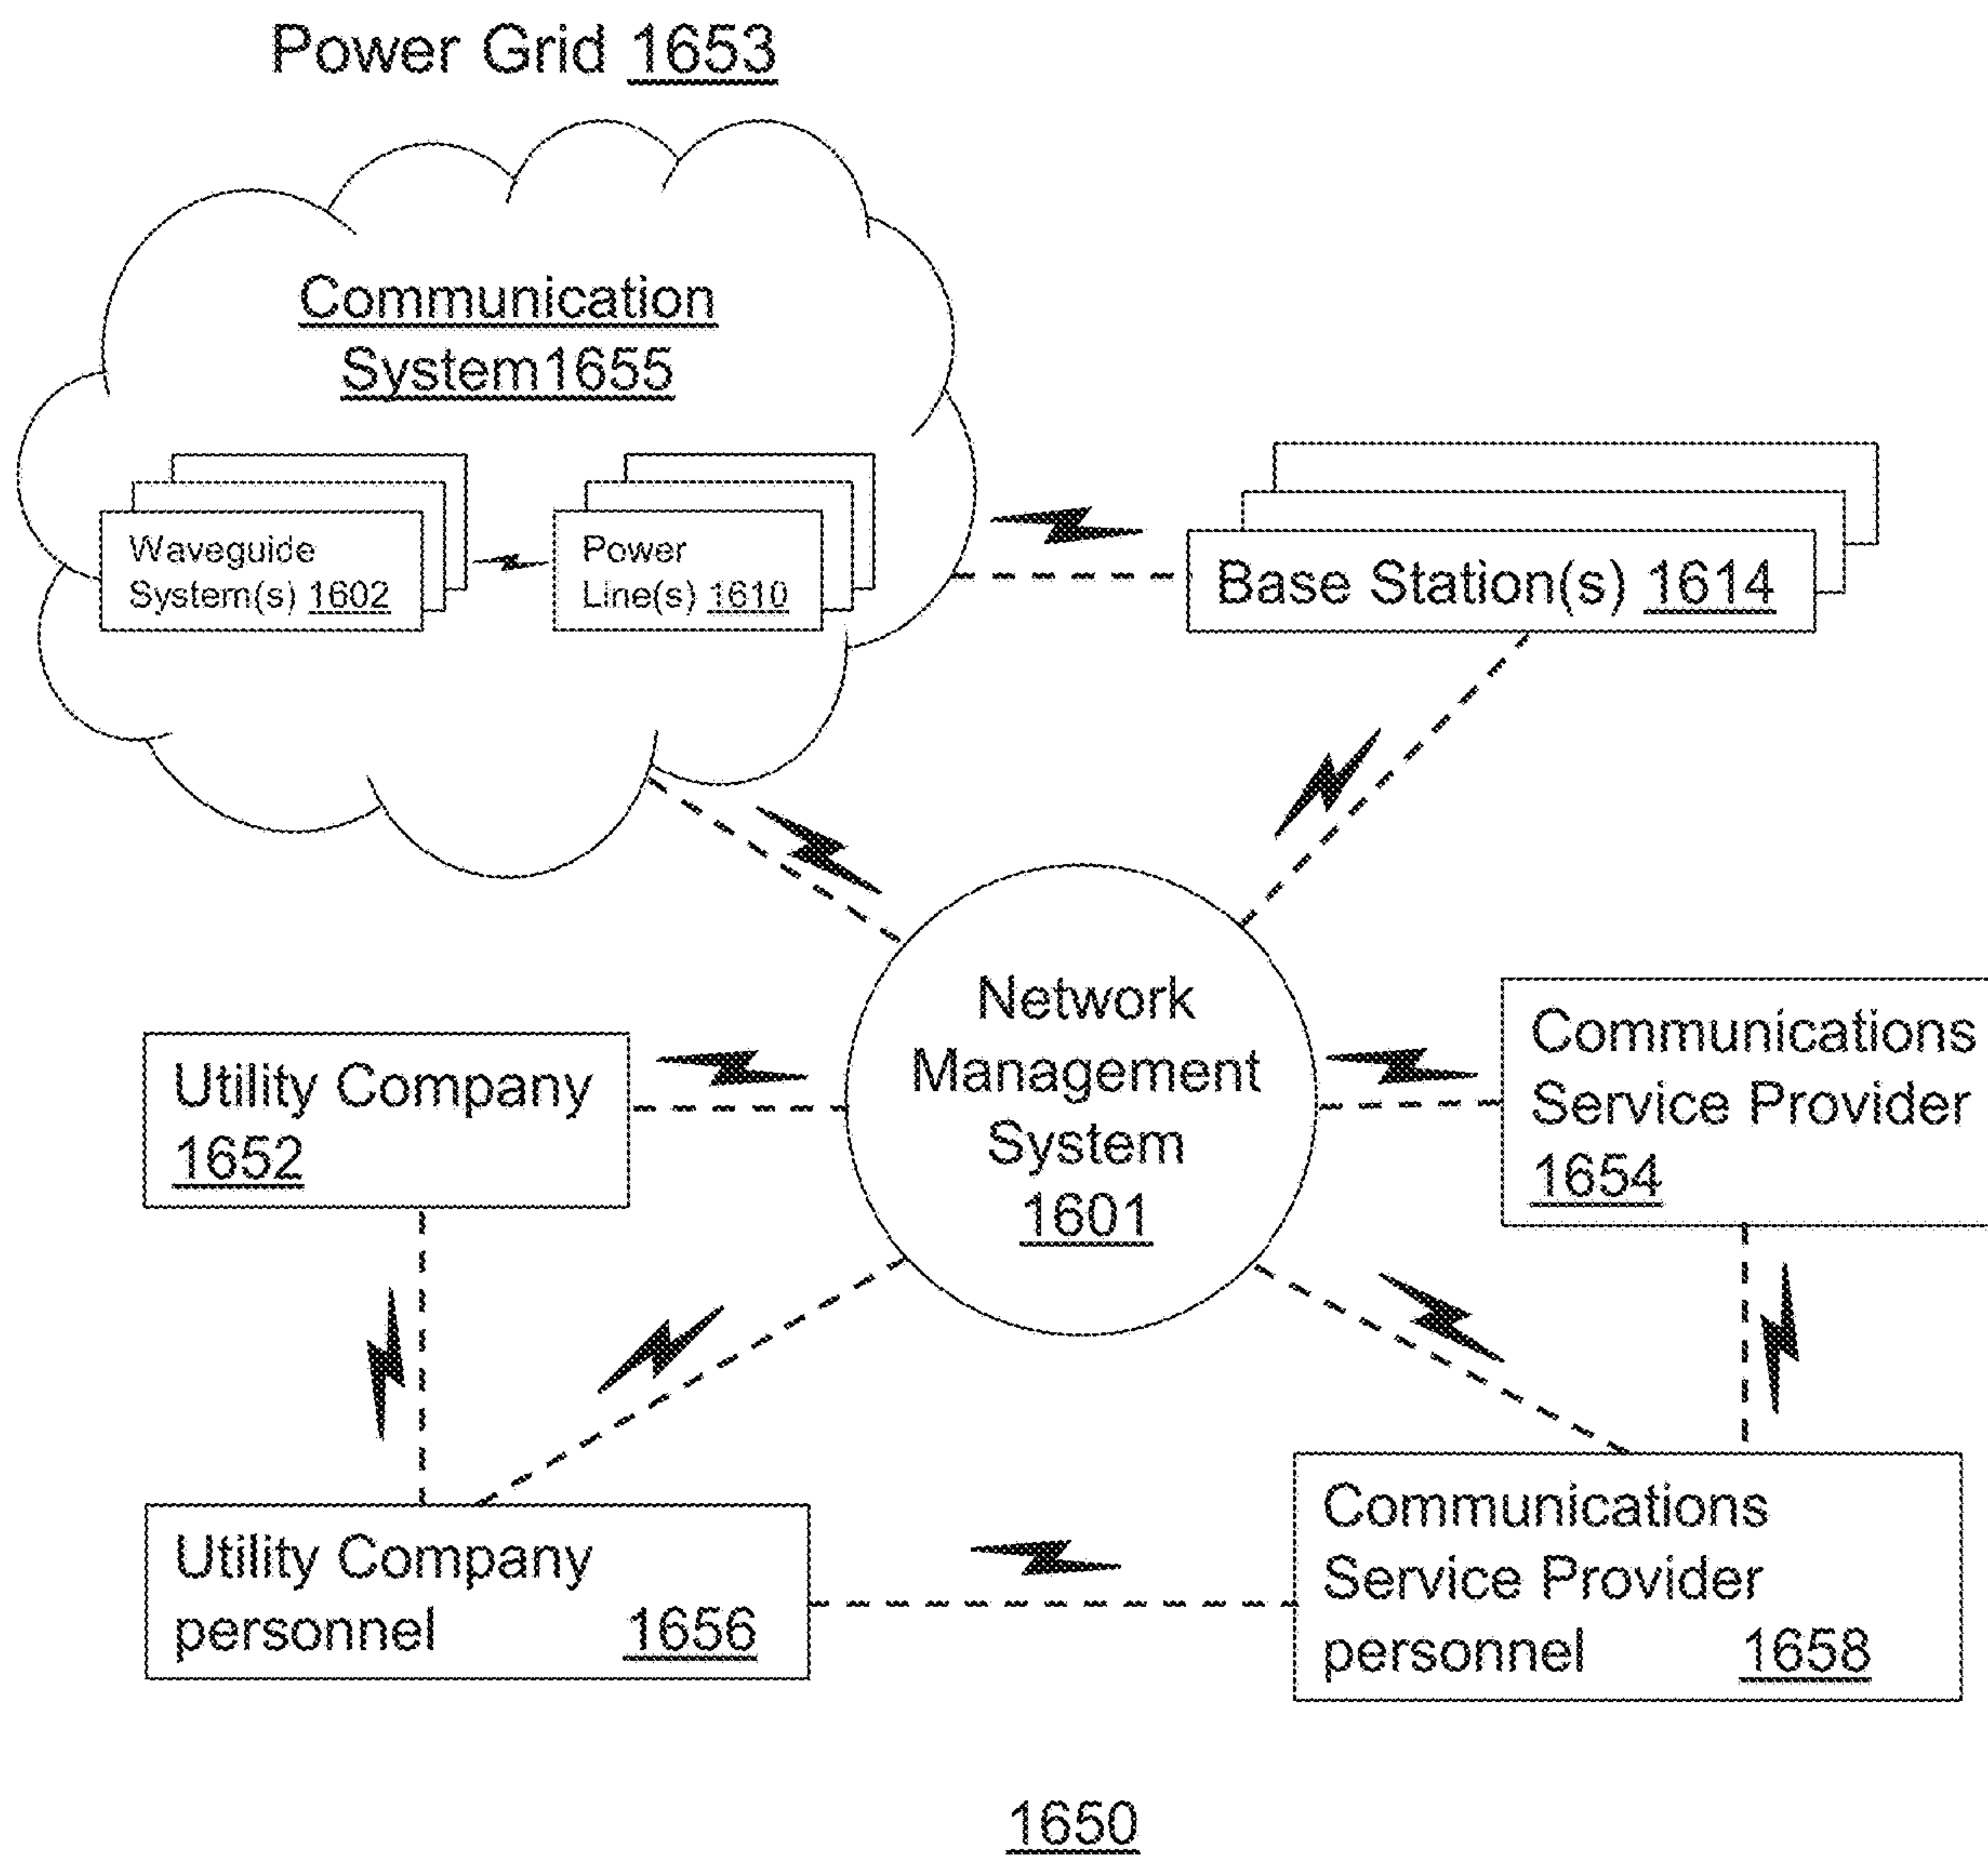 Power Grid 1653
Communication
System1655
Waveguide
System(s) 1602
Power
Line(s) 1610
Base Station(s) 1614
Network
Management
System
1601
Utility Company
1652
Communications
Service Provider
1654
Utility Company
personnel 1656
Communications
Service Provider
personnel 1658
1650